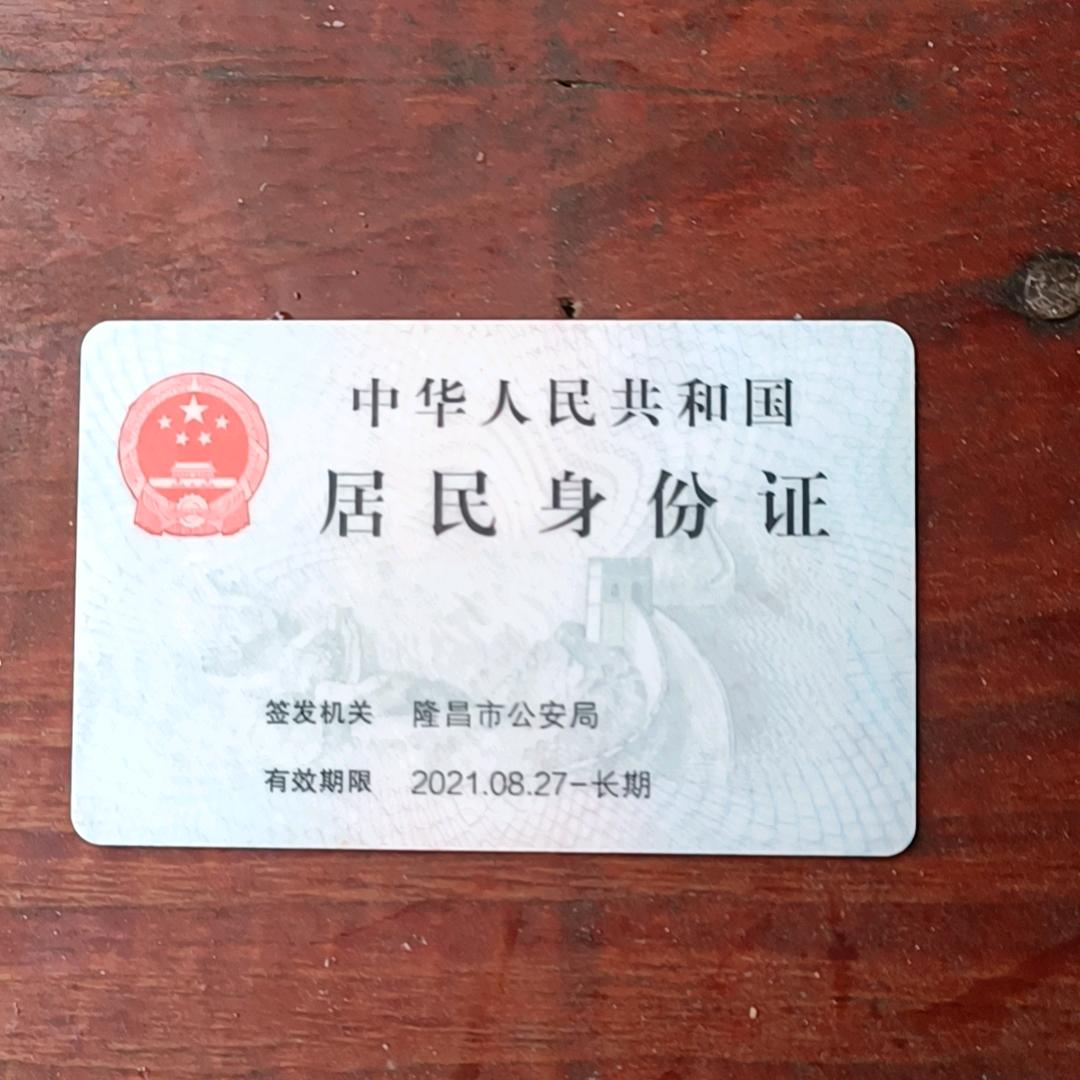 中华人民共和国
居民身份证
签发机关 隆昌市公安局
有效期限 2021.08.27-长期